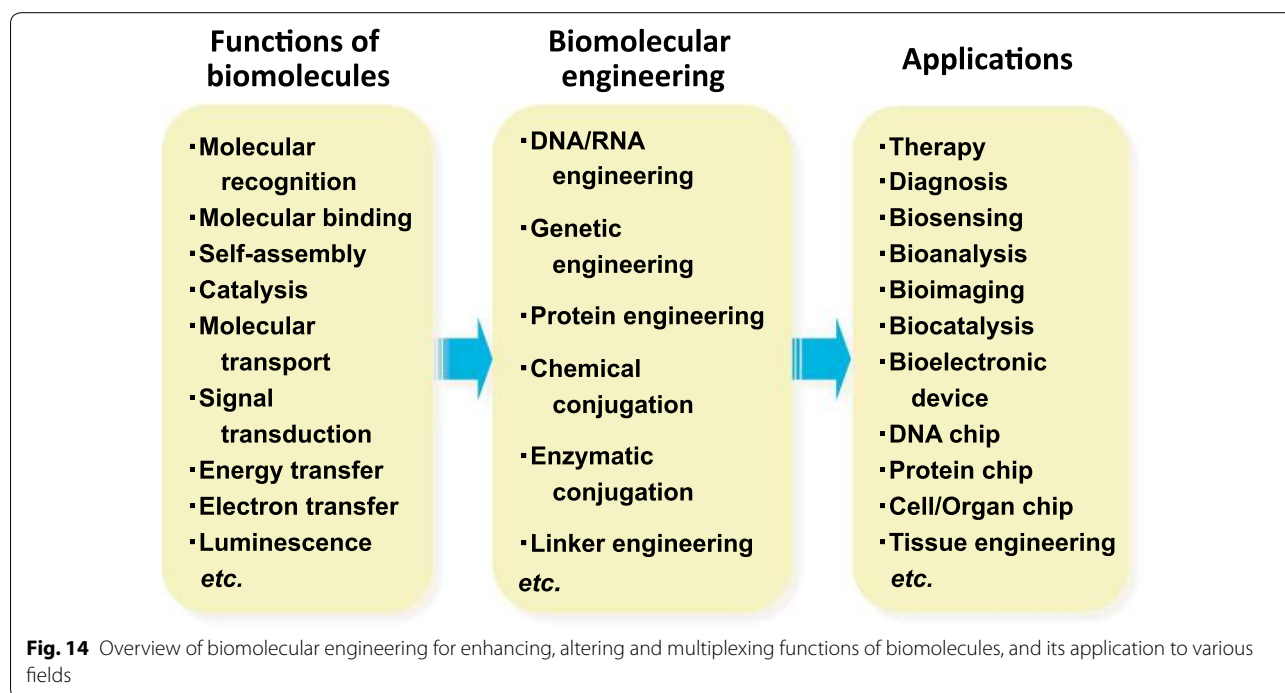 Functions of
biomolecules
▪Molecular
recognition
▪Molecular binding
▪Self-assembly
▪Catalysis
▪Molecular
transport
▪Signal
transduction
▪Energy transfer
▪Electron transfer
▪Luminescence
etc.
Biomolecular
engineering
▪DNA/RNA
engineering
▪Genetic
engineering
▪Protein engineering
▪Chemical
conjugation
▪Enzymatic
conjugation
▪Linker engineering
etc.
Applications
▪Therapy
▪Diagnosis
▪Biosensing
▪Bioanalysis
▪Bioimaging
▪Biocatalysis
▪Bioelectronic
device
▪DNA chip
▪Protein chip
▪Cell/Organ chip
▪Tissue engineering
etc.
Fig. 14 Overview of biomolecular engineering for enhancing, altering and multiplexing functions of biomolecules, and its application to various
fields